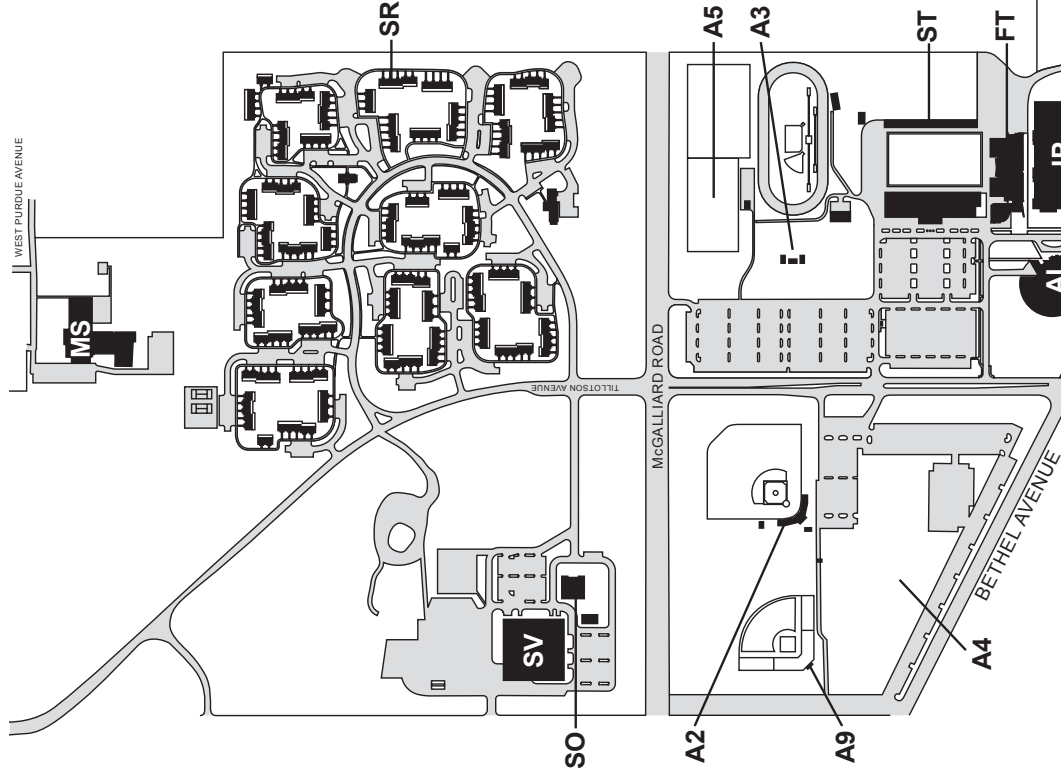 SR
A5
A3
ST
FT
WEST PURDUE AVENUE
MS
TILLOTSON AVENUE
McGALLIARD ROAD
BETHEL AVENUE
SV
SO
A2
A9
A4